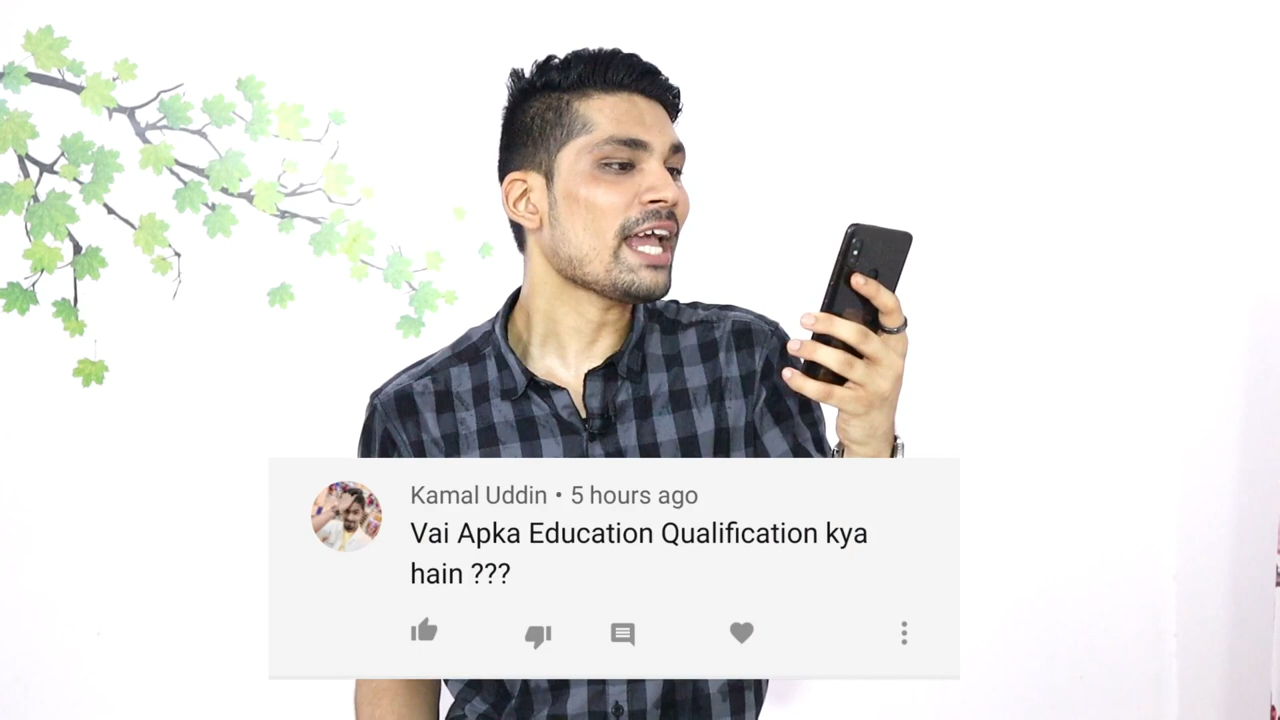 Kamal Uddin • 5 hours ago
Vai Apka Education Qualification kya
hain ???